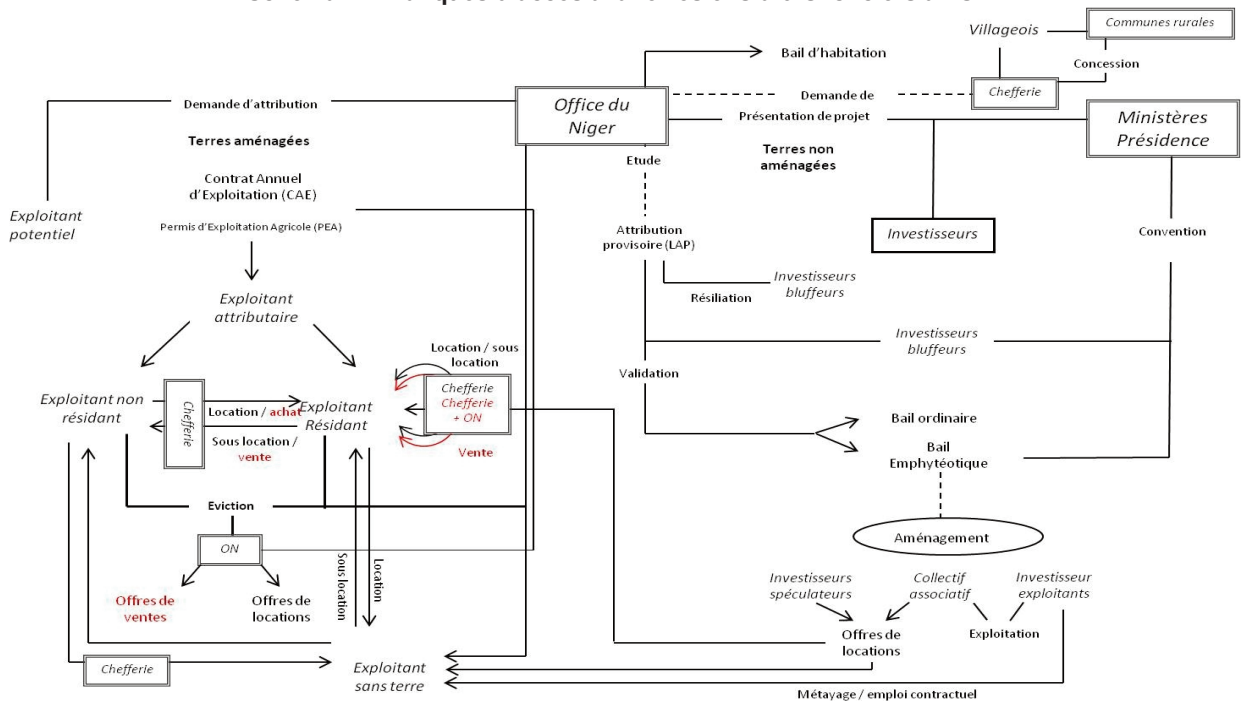 Villageois
Communes rurales
Bail d'habitation
Concession
Office du
Niger
Demande de
Chefferie
Demande d'attribution
Présentation de projet
Ministères
Présidence
Terres aménagées
Terres non
aménagées
Etude
Contrat Annuel
d'Exploitation (CAE)
Exploitant
potentiel
Permis d'Exploitation Agricole (PEA)
Attribution
provisoire (LAP)
Investisseurs
Convention
Investisseurs
bluffeurs
Résiliation
Exploitant
attributaire
Investisseurs
bluffeurs
Location / sous
location
Validation
Chefferie
Chefferie
+ ON
Exploitant non
résidant
Chefferie
Location / achat
Exploitant
Résidant
Sous location /
vente
Vente
Bail ordinaire
Bail
Emphytéotique
Eviction
ON
Aménagement
Offres de
ventes
Offres de
locations
Sous location
Location
Investisseurs
spéculateurs
Collectif
associatif
Investisseur
exploitants
Offres de
locations
Exploitation
Chefferie
Exploitant
sans terre
Métayage / emploi contractuel